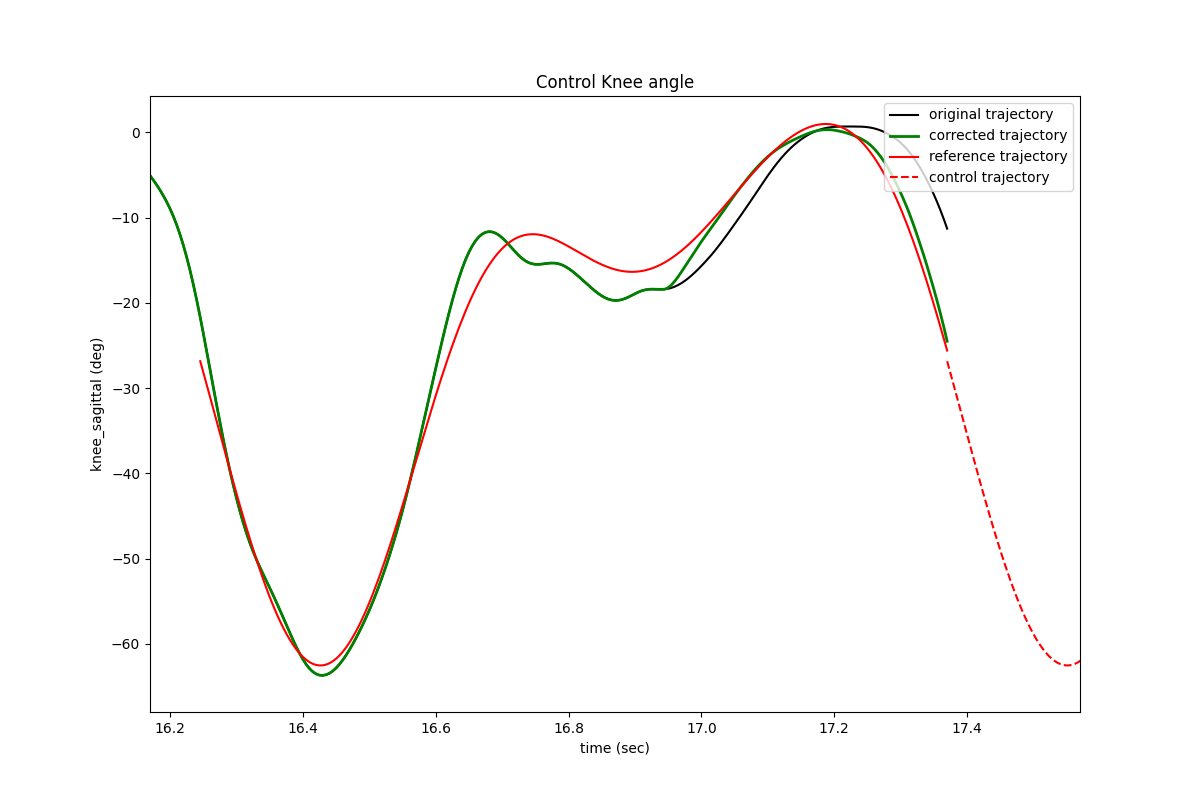 Control Knee angle
original trajectory
corrected trajectory
reference trajectory
control trajectory
knee_sagittal (deg)
0
−10
−20
−30
−40
−50
−60
16.2 16.4 16.6 16.8 17.0 17.2 17.4
time (sec)